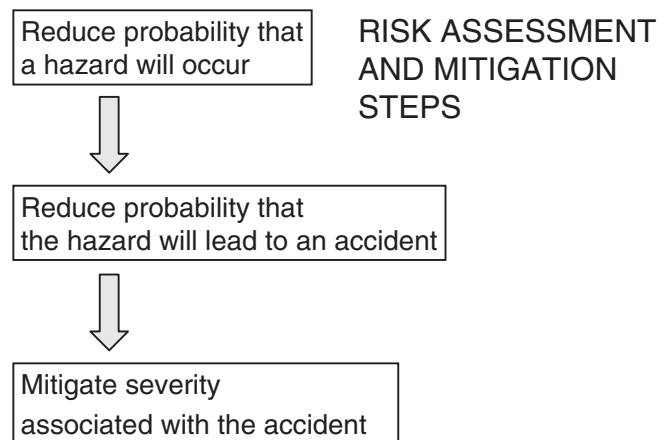 Reduce probability that
a hazard will occur
RISK ASSESSMENT
AND MITIGATION
STEPS
Reduce probability that
the hazard will lead to an accident
Mitigate severity
associated with the accident